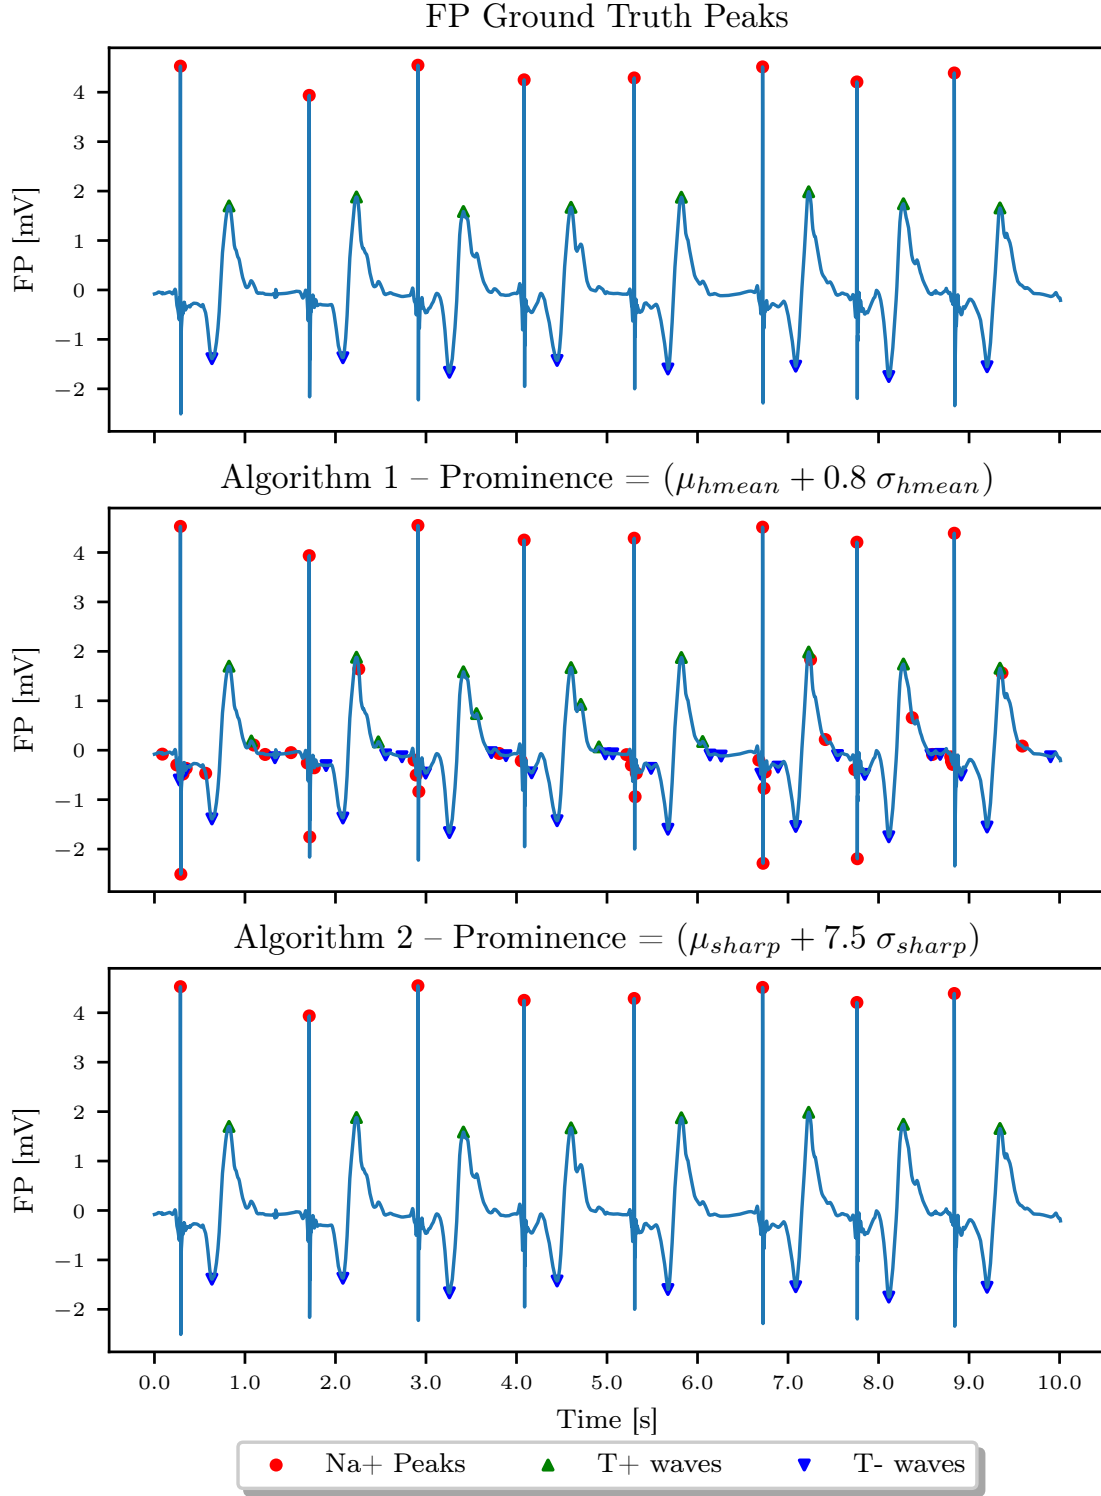 FP Ground Truth Peaks
FP [mV]
4
3
2
1
0
−1
−2
Algorithm 1 – Prominence = (μhmean + 0.8 σhmean)
FP [mV]
4
3
2
1
0
−1
−2
Algorithm 2 – Prominence = (μsharp + 7.5 σsharp)
FP [mV]
4
3
2
1
0
−1
−2
0.0 1.0 2.0 3.0 4.0 5.0 6.0 7.0 8.0 9.0 10.0
Time [s]
Na+ Peaks T+ waves T- waves